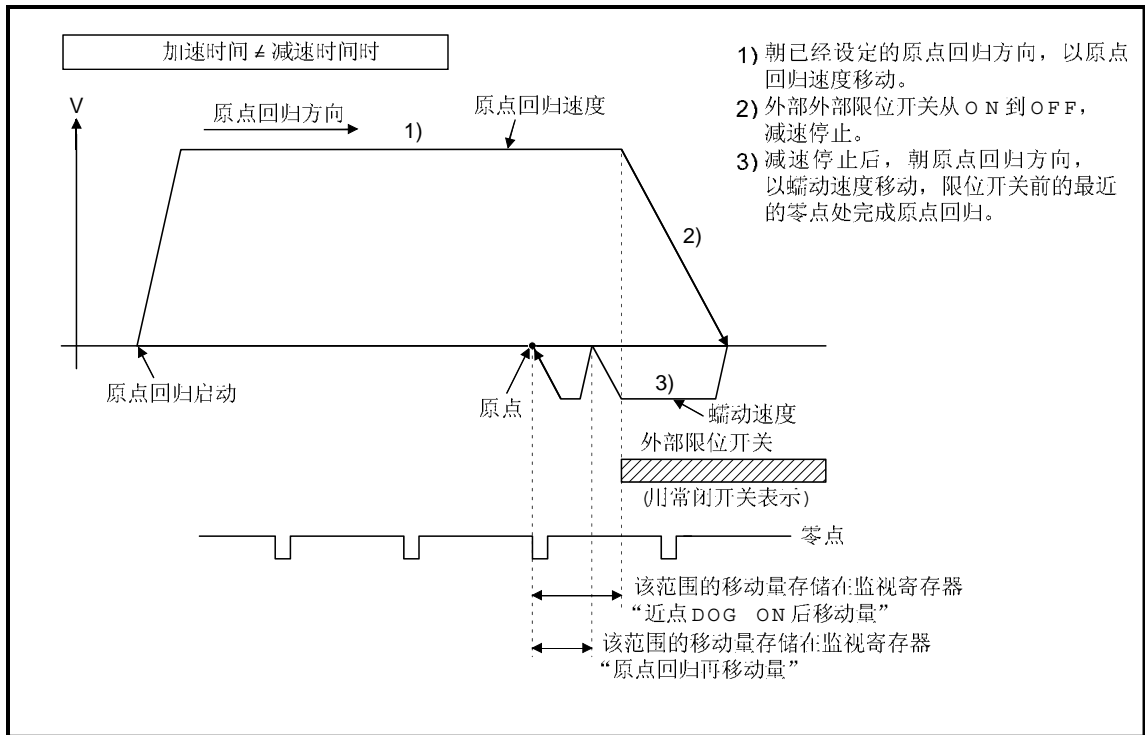 加速时间≠减速时间时
V
原点回归方向
1)
原点回归速度
2)
3)
原点回归启动
原点
蠕动速度
外部限位开关
(用常闭开关表示)
零点
该范围的移动量存储在监视寄存器
“近点DOG ON后移动量”
该范围的移动量存储在监视寄存器
“原点回归再移动量”
1) 朝已经设定的原点回归方向，以原点
回归速度移动。
2) 外部外部限位开关从ON到OFF，
减速停止。
3) 减速停止后，朝原点回归方向，
以蠕动速度移动，限位开关前的最近
的零点处完成原点回归。